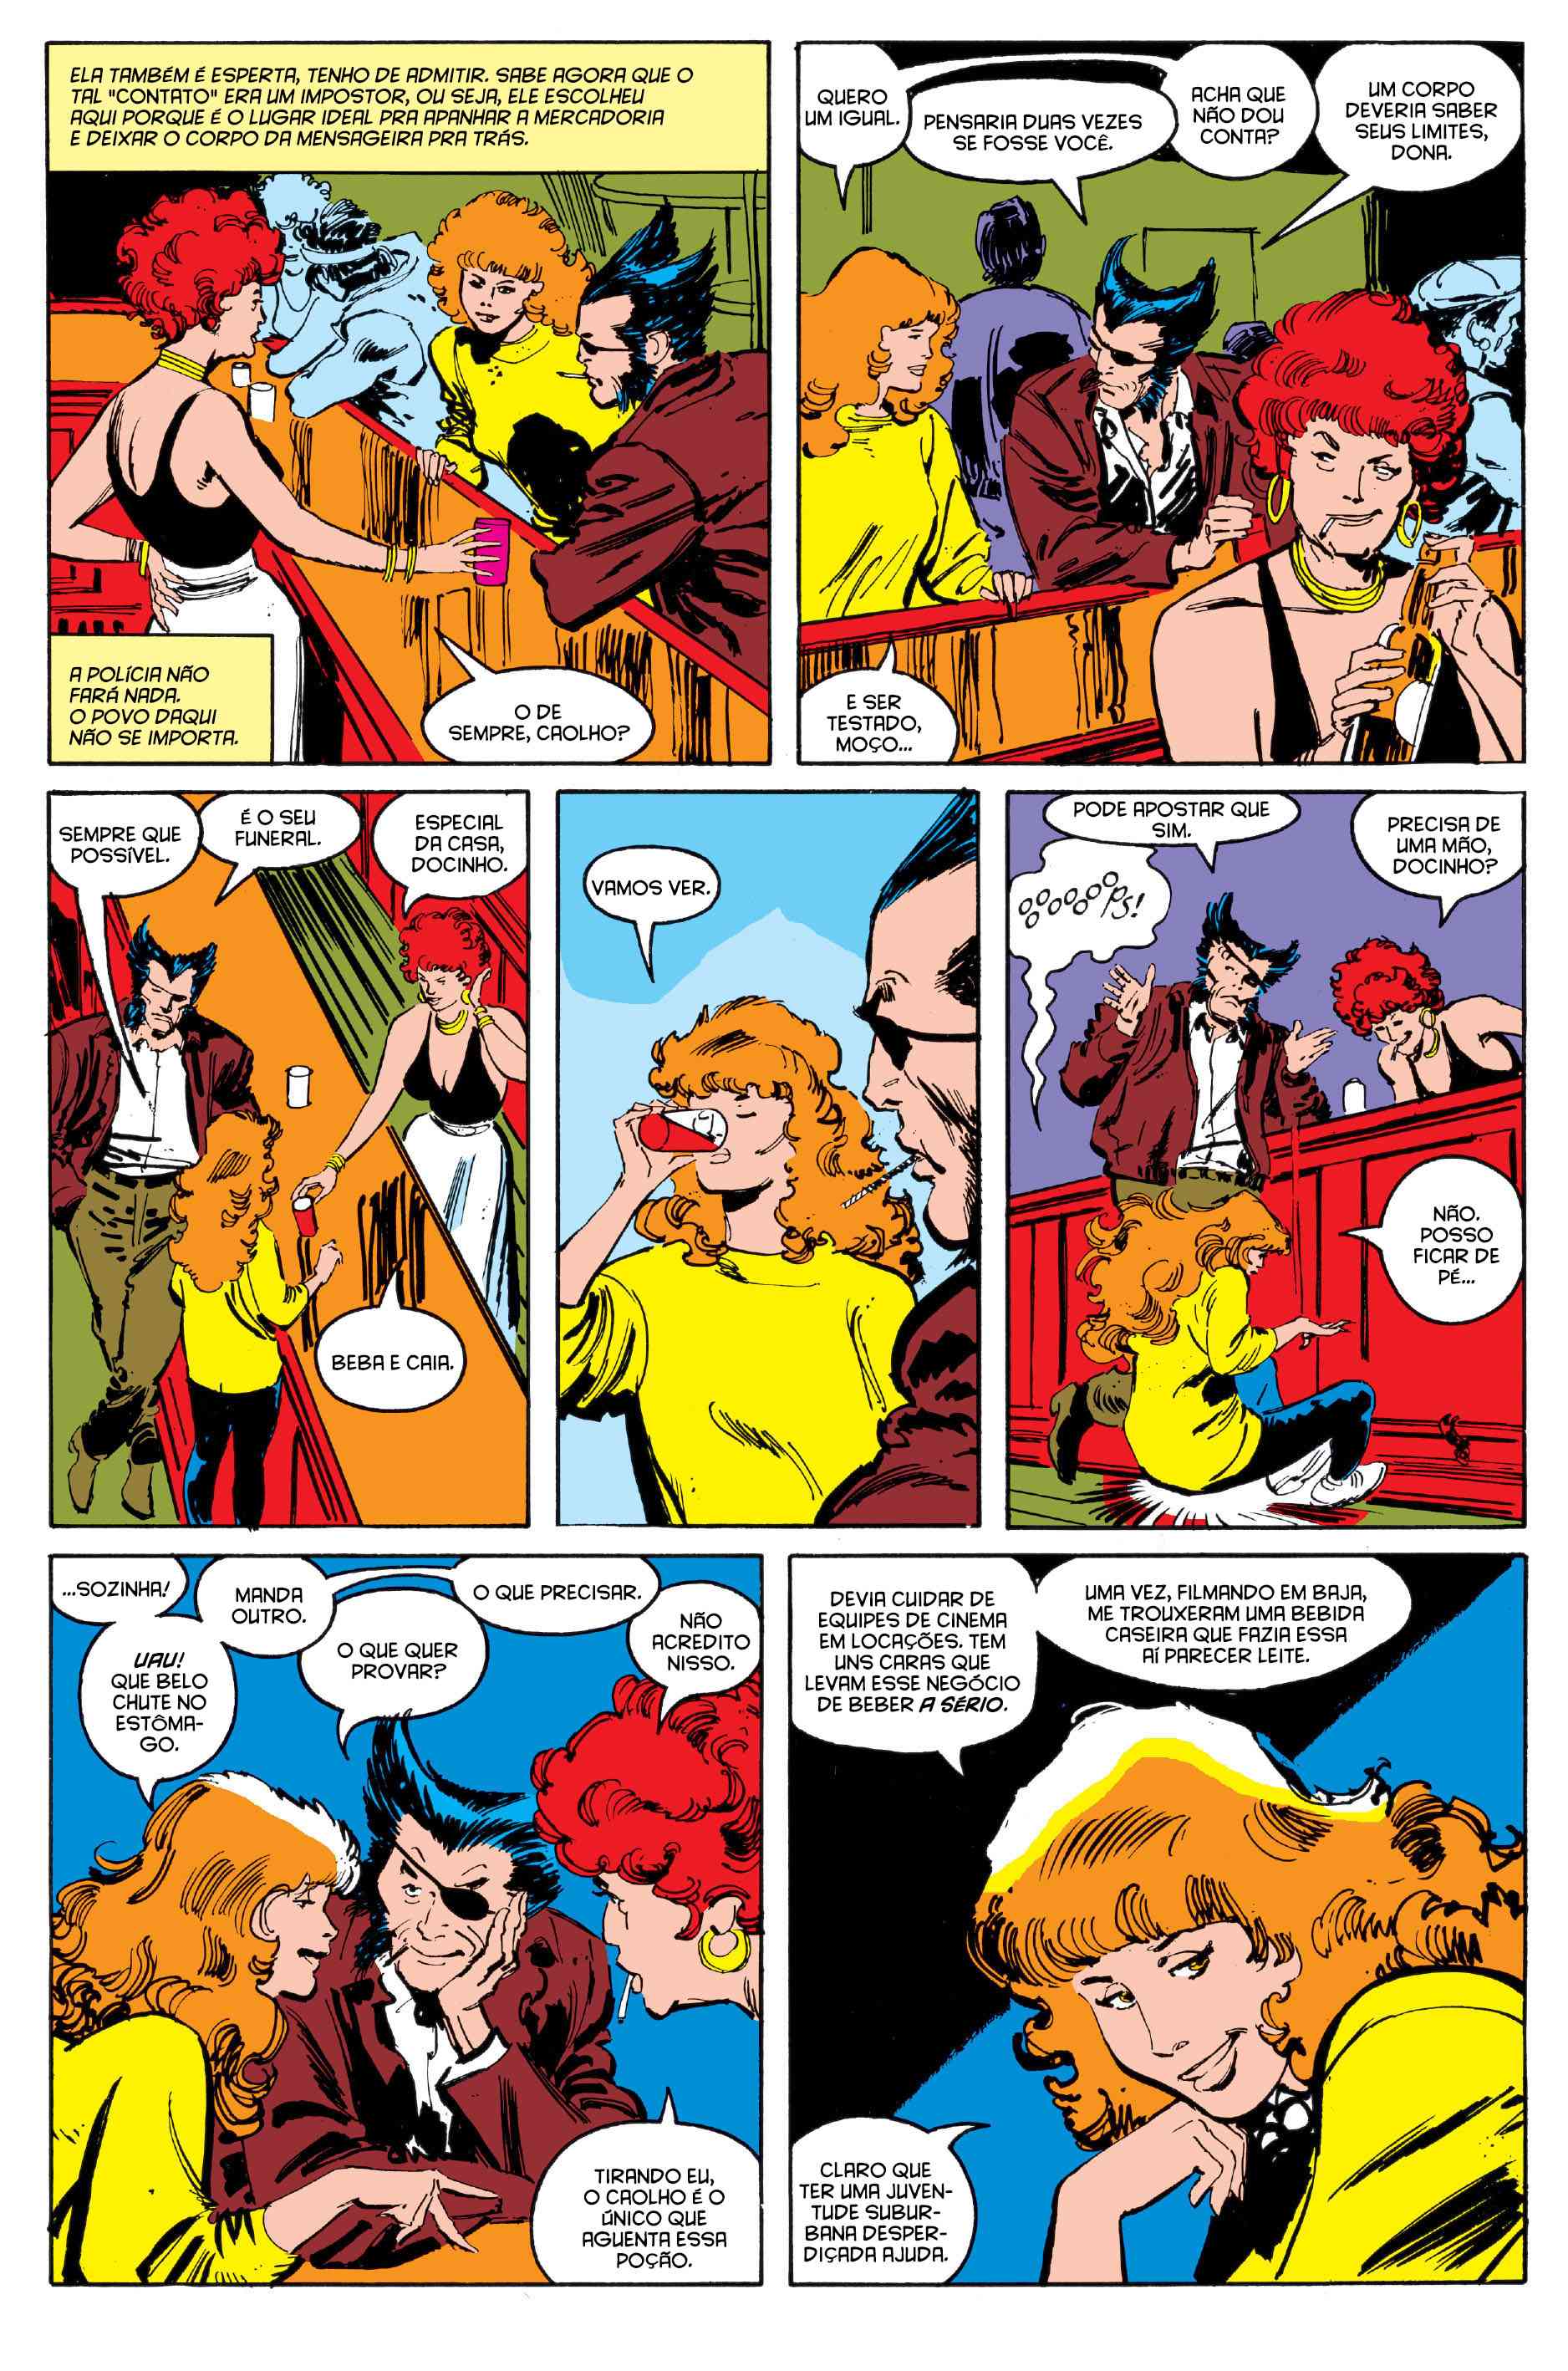 ELA TAMBÉM É ESPERTA, TENHO DE ADMITIR. SABE AGORA QUE O
TAL "CONTATO" ERA UM IMPOSTOR, OU SEJA, ELE ESCOLHEU
AQUI PORQUE É O LUGAR IDEAL PRA APANHAR A MERCADORIA
E DEIXAR O CORPO DA MENSAGEIRA PRA TRÁS.
A POLÍCIA NÃO
FARÁ NADA.
O POVO DAQUI
NÃO SE IMPORTA.
O DE
SEMPRE, CAOLHO?
QUERO
UM IGUAL.
PENSARIA DUAS VEZES
SE FOSSE VOCÊ.
ACHA QUE
NÃO DOU
CONTA?
UM CORPO
DEVERIA SABER
SEUS LIMITES,
DONA.
E SER
TESTADO,
MOÇO...
SEMPRE QUE
POSSÍVEL.
É O SEU
FUNERAL.
ESPECIAL
DA CASA,
DOCINHO.
BEBA E CAIA.
VAMOS VER.
PODE APOSTAR QUE
SIM.
OOOOOOOPS!
PRECISA DE
UMA MÃO,
DOCINHO?
NÃO.
POSSO
FICAR DE
PÉ...
...SOZINHA!
UAU!
QUE BELO
CHUTE NO
ESTÔMA-
GO.
MANDA
OUTRO.
O QUE QUER
PROVAR?
O QUE PRECISAR.
NÃO
ACREDITO
NISSO.
TIRANDO EU,
O CAOLHO É O
ÚNICO QUE
AGUENTA ESSA
POÇÃO.
DEVIA CUIDAR DE
EQUIPES DE CINEMA
EM LOCAÇÕES. TEM
UNS CARAS QUE
LEVAM ESSE NEGÓCIO
DE BEBER A SÉRIO.
UMA VEZ, FILMANDO EM BAJA,
ME TROUXERAM UMA BEBIDA
CASEIRA QUE FAZIA ESSA
AÍ PARECER LEITE.
CLARO QUE
TER UMA JUVEN-
TUDE SUBUR-
BANA DESPER-
DIÇADA AJUDA.